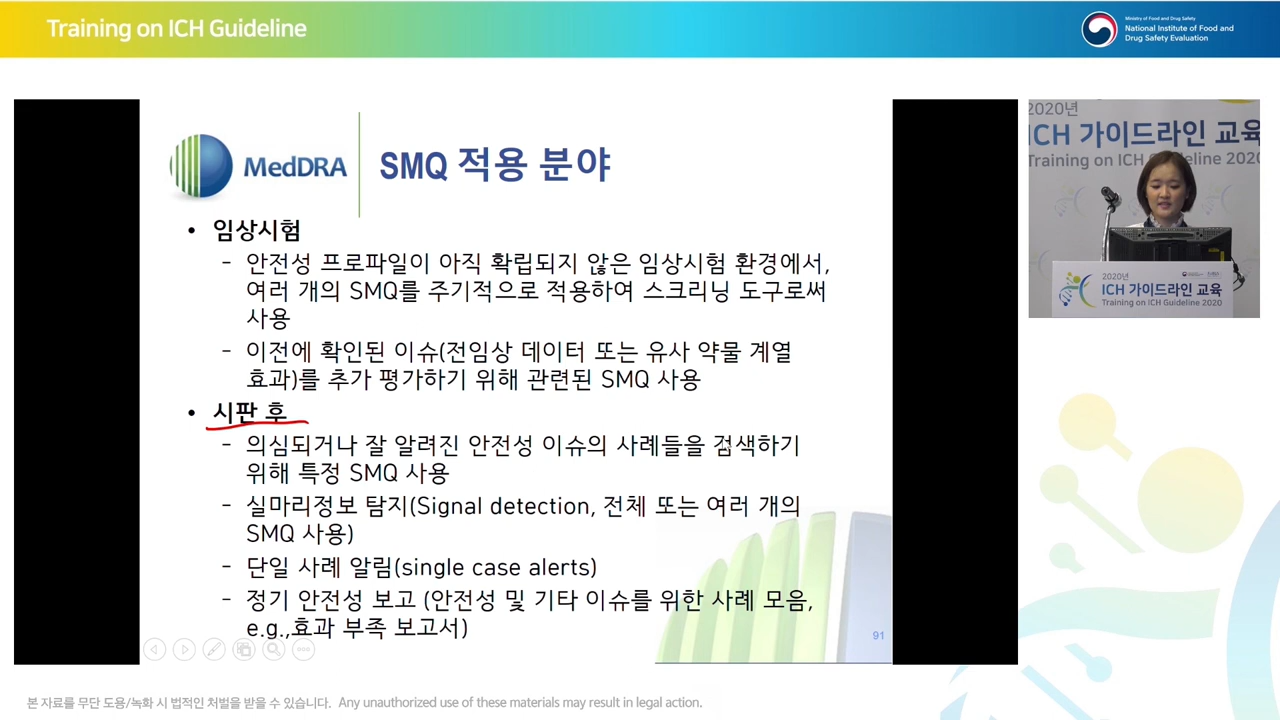 Training on ICH Guideline
Ministry of Food and Drug Safety
National Institute of Food and
Drug Safety Evaluation
MedDRA
SMQ 적용 분야
• 임상시험
- 안전성 프로파일이 아직 확립되지 않은 임상시험 환경에서,
여러 개의 SMQ를 주기적으로 적용하여 스크리닝 도구로써
사용
- 이전에 확인된 이슈(전임상 데이터 또는 유사 약물 계열
효과)를 추가 평가하기 위해 관련된 SMQ 사용
• 시판 후
- 의심되거나 잘 알려진 안전성 이슈의 사례들을 검색하기
위해 특정 SMQ 사용
- 실마리정보 탐지(Signal detection, 전체 또는 여러 개의
SMQ 사용)
- 단일 사례 알림(single case alerts)
- 정기 안전성 보고 (안전성 및 기타 이슈를 위한 사례 모음,
e.g.,효과 부족 보고서)
91
2020년
ICH 가이드라인 교육
Training on ICH Guideline 2020
2020년
ICH 가이드라인 교육
Training on ICH Guideline 2020
본 자료를 무단 도용/녹화 시 법적인 처벌을 받을 수 있습니다. Any unauthorized use of these materials may result in legal action.